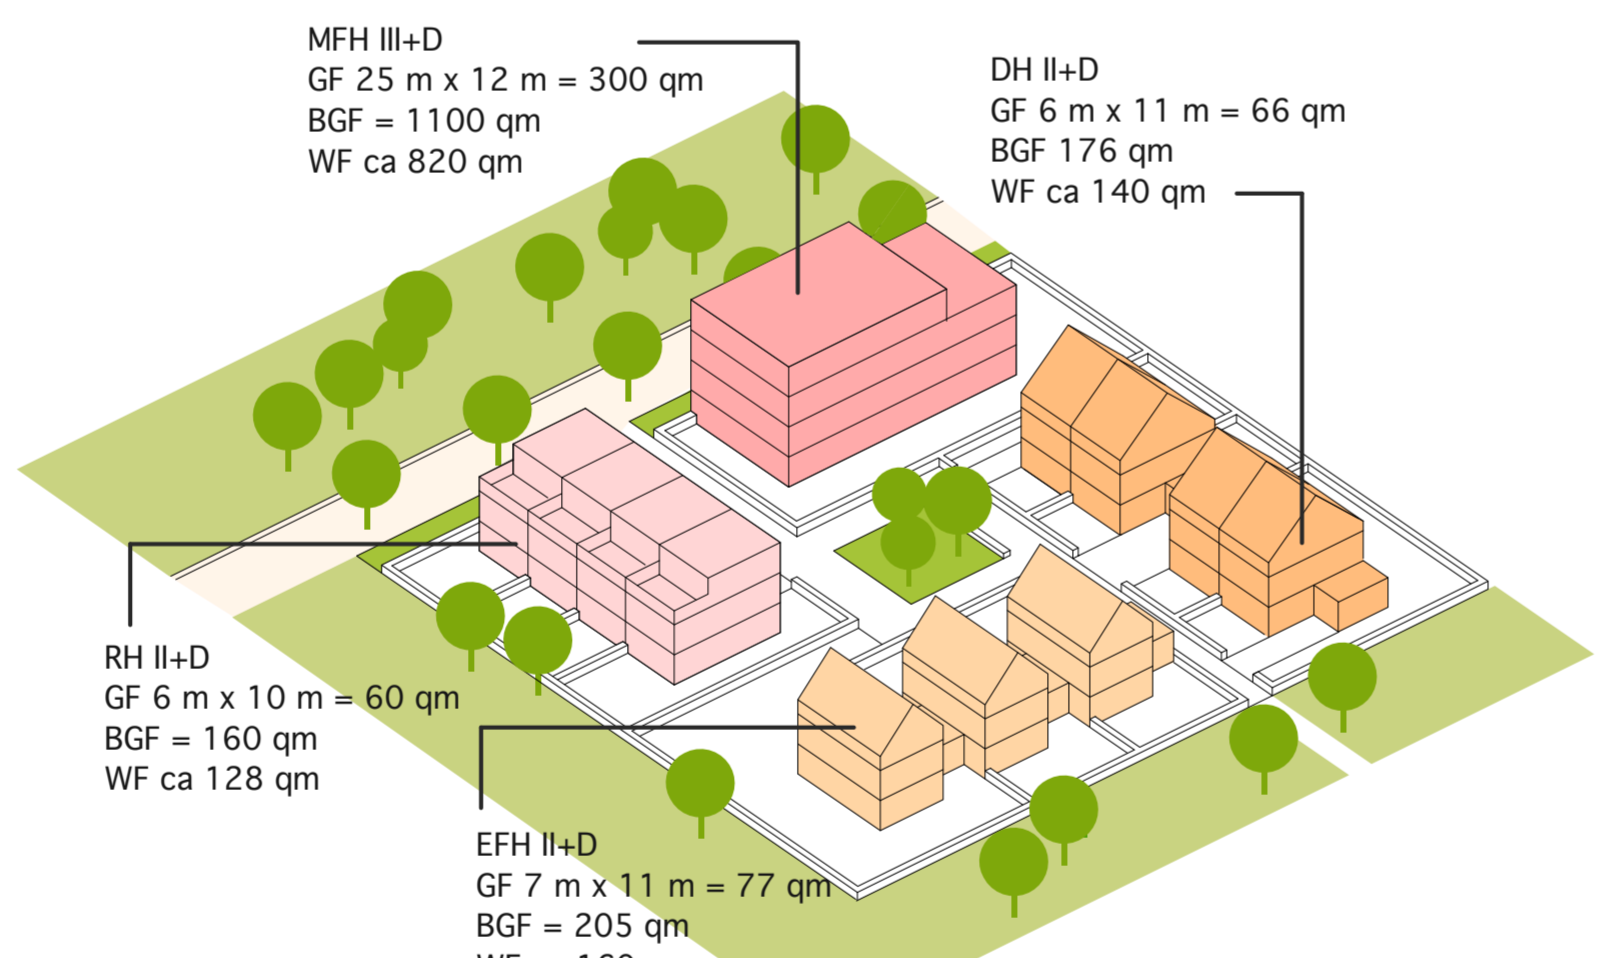 MFH III+D
GF 25 m x 12 m = 300 qm
BGF = 1100 qm
WF ca 820 qm
DH II+D
GF 6 m x 11 m = 66 qm
BGF 176 qm
WF ca 140 qm
RH II+D
GF 6 m x 10 m = 60 qm
BGF = 160 qm
WF ca 128 qm
EFH II+D
GF 7 m x 11 m = 77 qm
BGF = 205 qm